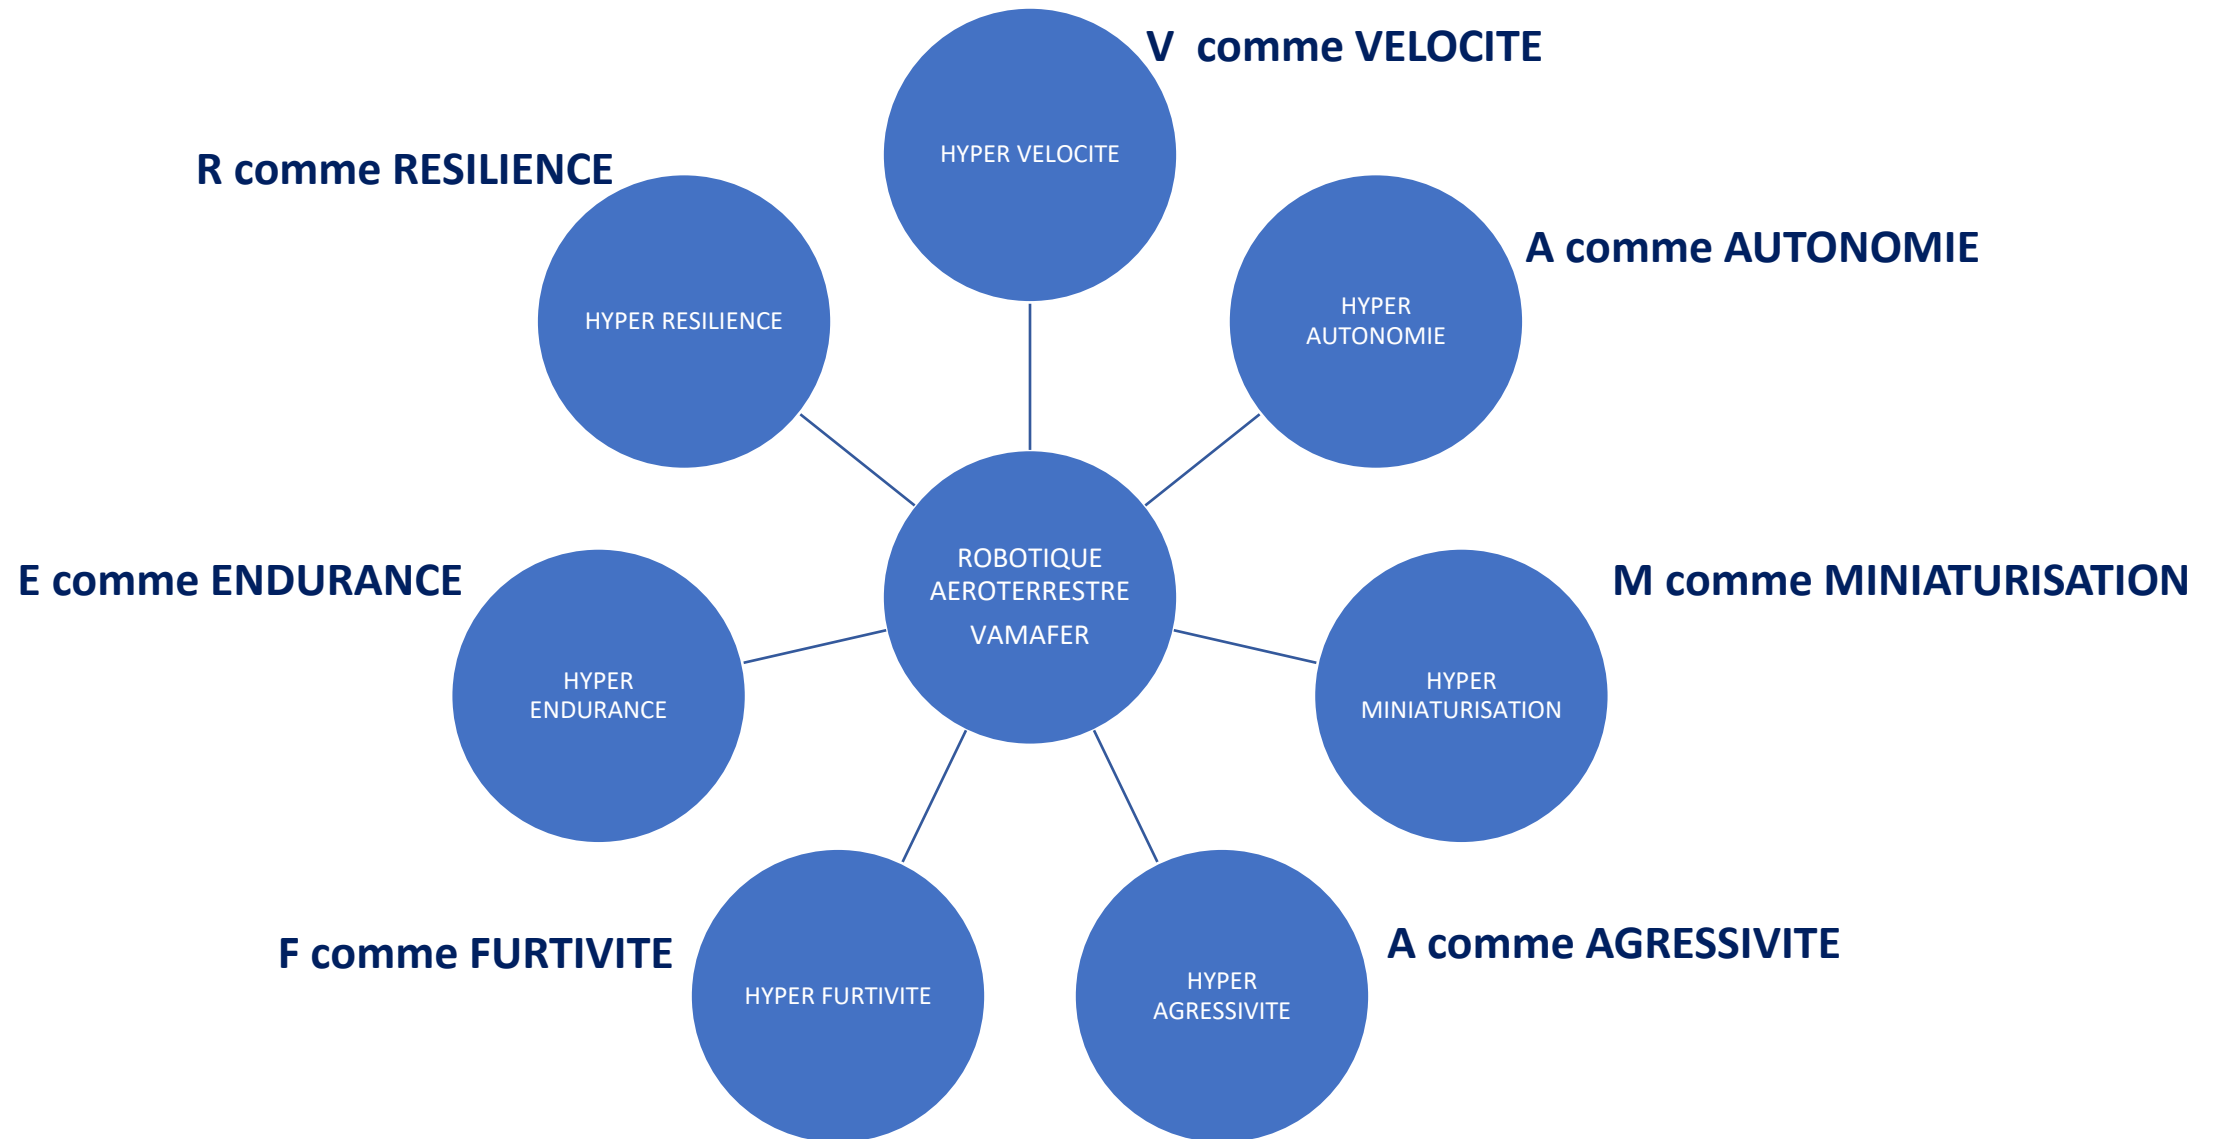 V  comme VELOCITE
HYPER VELOCITE
A comme AUTONOMIE
HYPER
AUTONOMIE
M comme MINIATURISATION
HYPER
MINIATURISATION
A comme AGRESSIVITE
HYPER
AGRESSIVITE
F comme FURTIVITE
HYPER FURTIVITE
E comme ENDURANCE
HYPER
ENDURANCE
R comme RESILIENCE
HYPER RESILIENCE
ROBOTIQUE
AEROTERRESTRE
VAMAFER